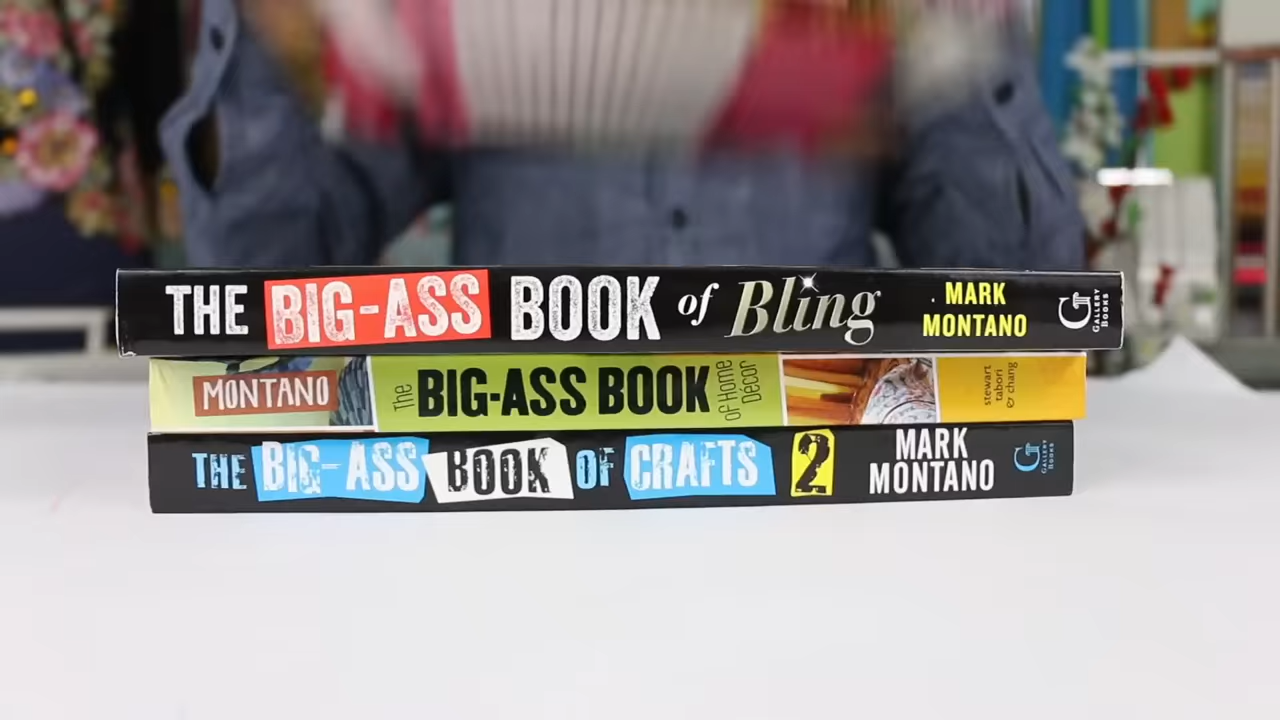 THE BIG-ASS BOOK of Bling MARK MONTANO G GALLERY BOOKS
MONTANO The BIG-ASS BOOK of Home Décor stewart tabori & chang
THE BIG-ASS BOOK OF CRAFTS 2 MARK MONTANO G GALLERY BOOKS